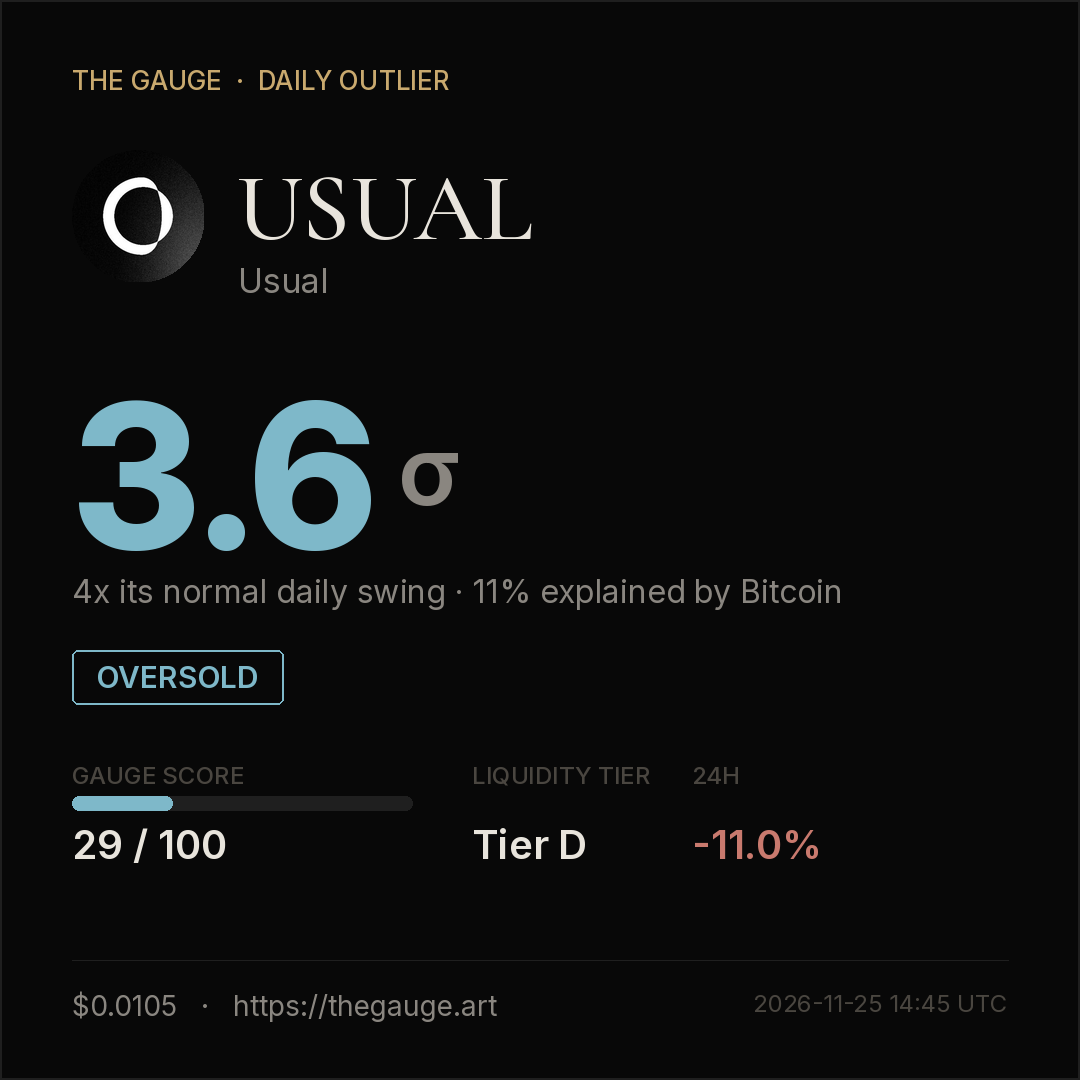 THE GAUGE · DAILY OUTLIER
USUAL
Usual
3.6 σ
4x its normal daily swing · 11% explained by Bitcoin
OVERSOLD
GAUGE SCORE LIQUIDITY TIER 24H
29 / 100 Tier D -11.0%
$0.0105 · https://thegauge.art 2026-11-25 14:45 UTC